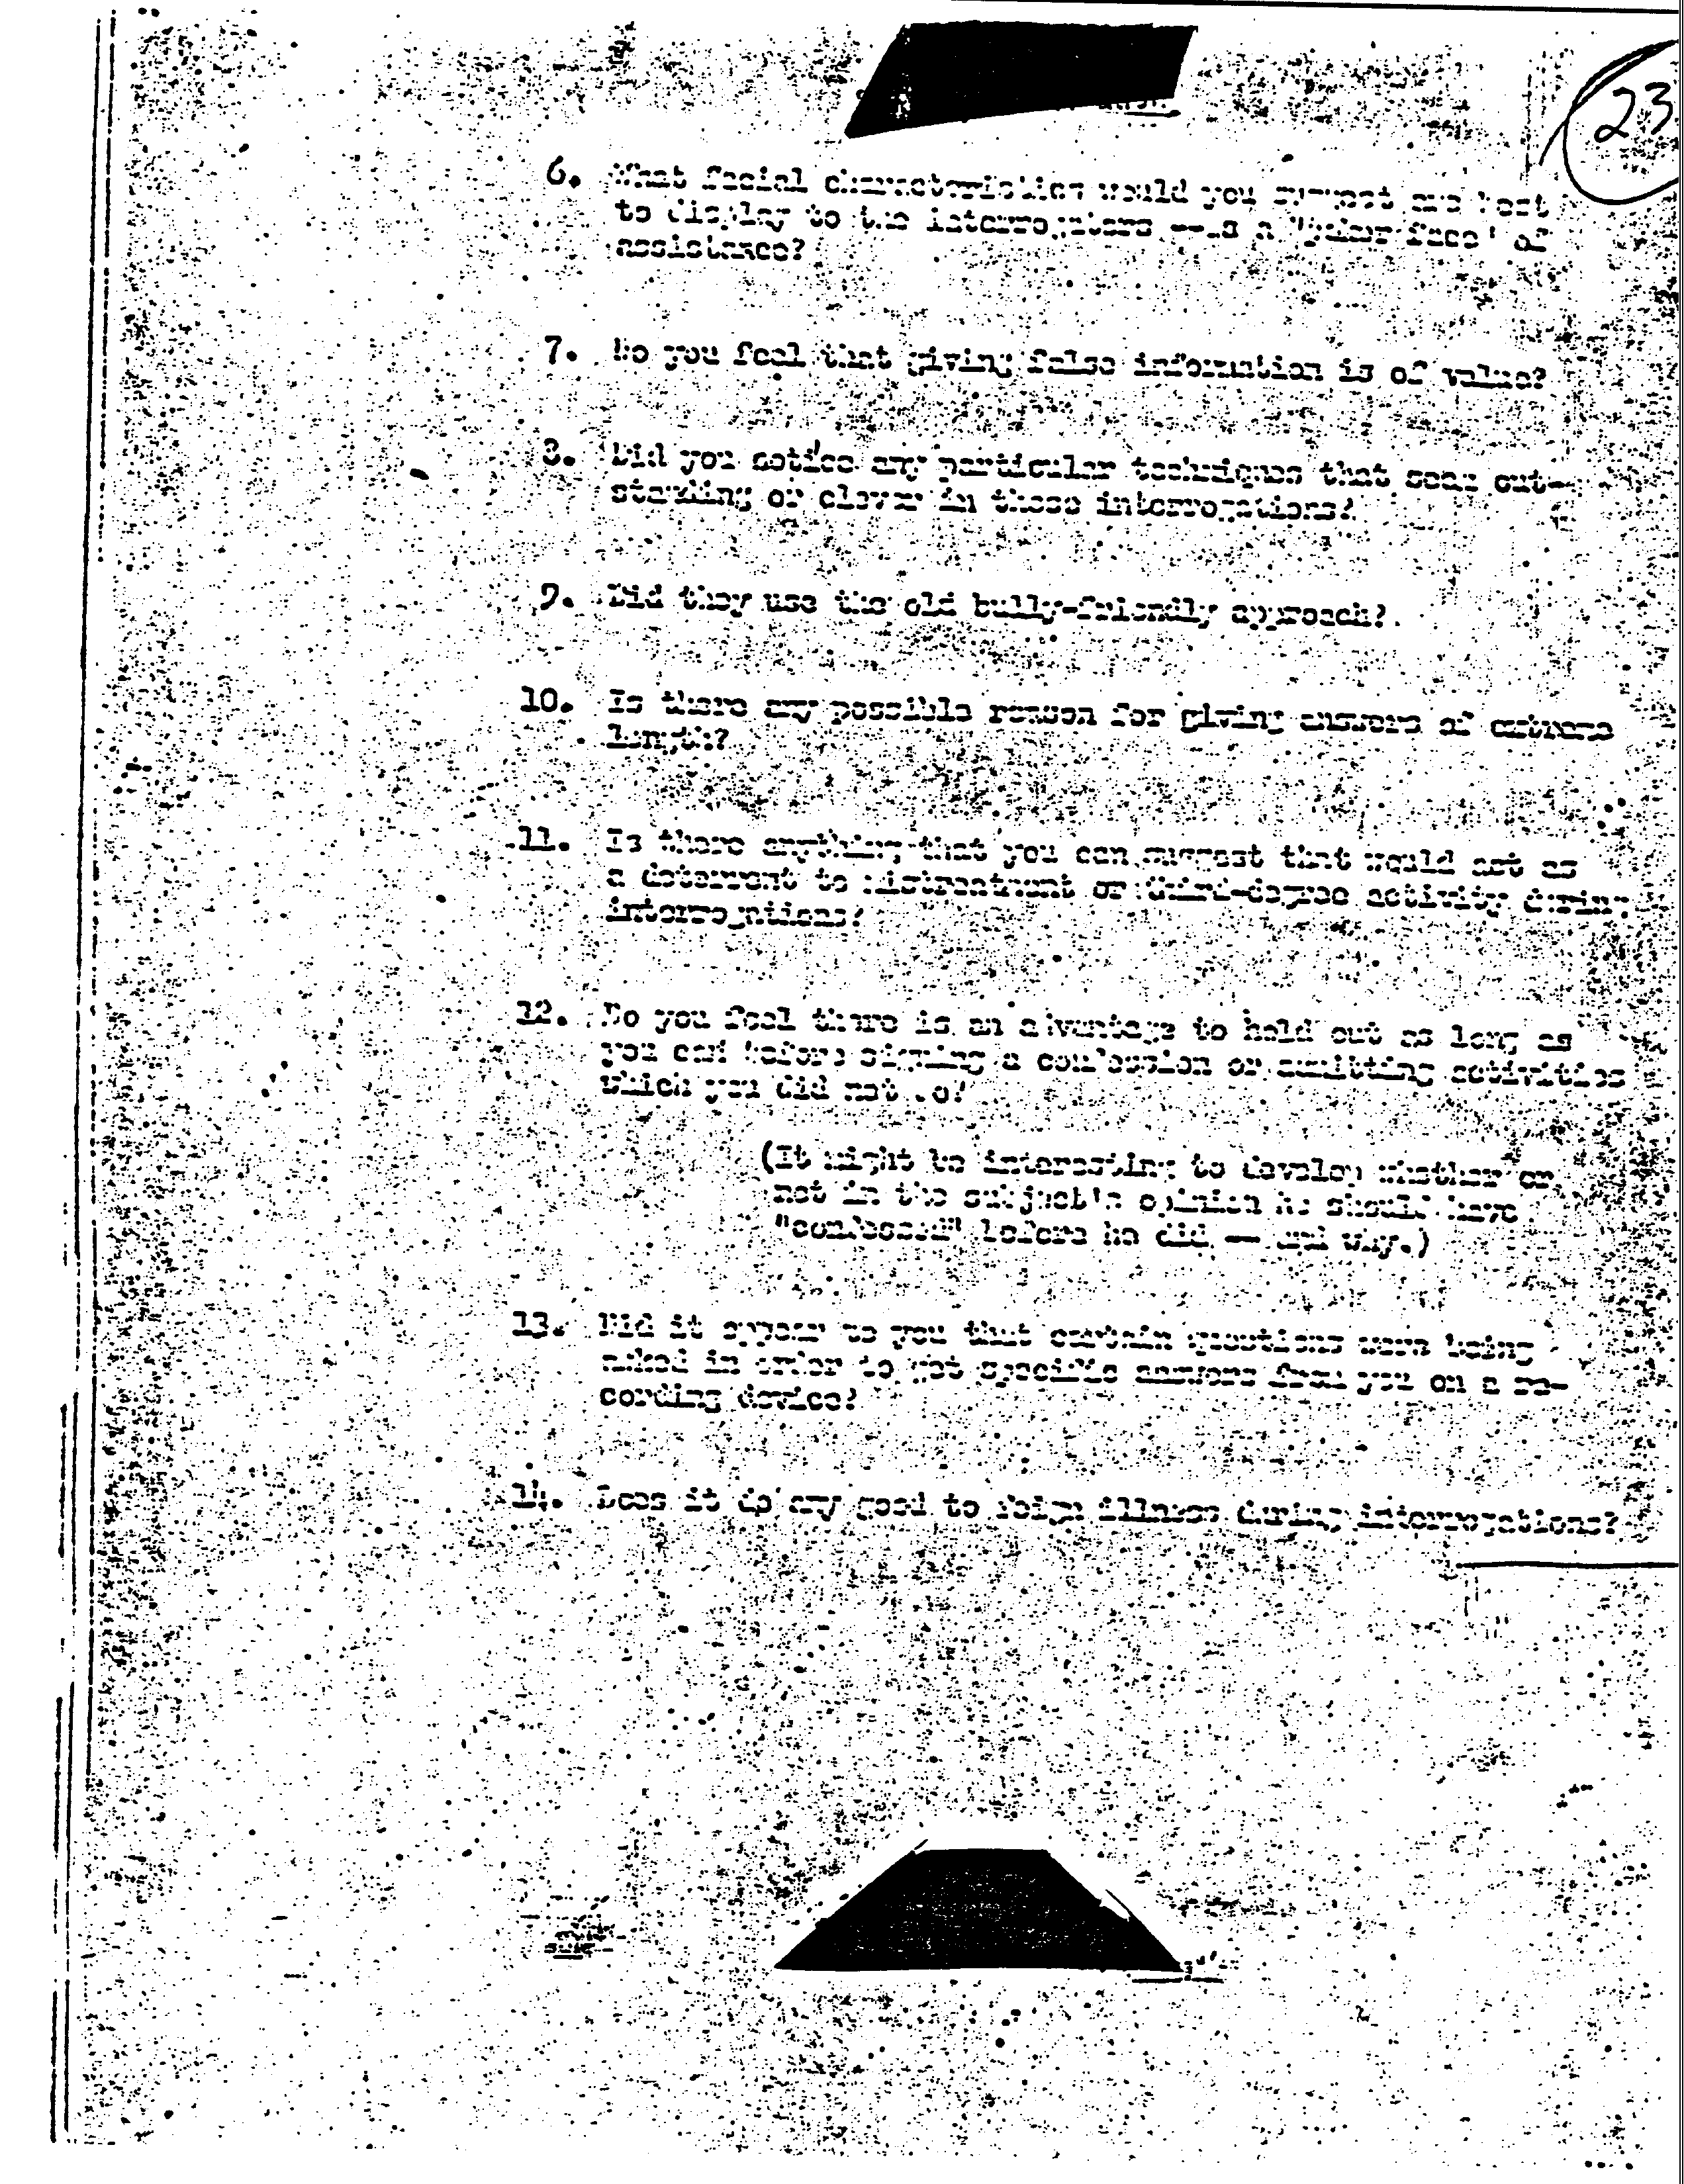 23
6. What facial characteristics would you suggest are best
to display to the interrogators -- is a "poker face" of
assistance?
7. Do you feel that giving false information is of value?
8. Did you notice any particular techniques that seem out-
standing or clever in these interrogations?
9. Did they use the old bully-friendly approach?
10. Is there any possible reason for giving answers of extreme
length?
11. Is there anything that you can suggest that would act as
a deterrent to mistreatment or third-degree activity during
interrogations?
12. Do you feel there is an advantage to hold out as long as
you can before signing a confession or admitting activities
which you did not do?
(It might be interesting to develop whether or
not in the subject's opinion he should have
"confessed" before he did — and why.)
13. Did it appear to you that certain questions were being
asked in order to get specific answers from you on a re-
cording device?
14. Does it do any good to feign illness during interrogations?